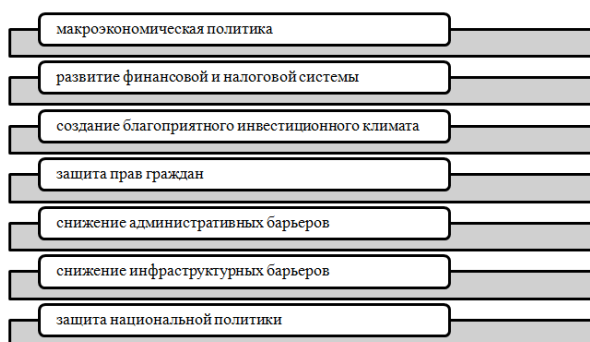 макроэкономическая политика
развитие финансовой и налоговой системы
создание благоприятного инвестиционного климата
защита прав граждан
снижение административных барьеров
снижение инфраструктурных барьеров
защита национальной политики